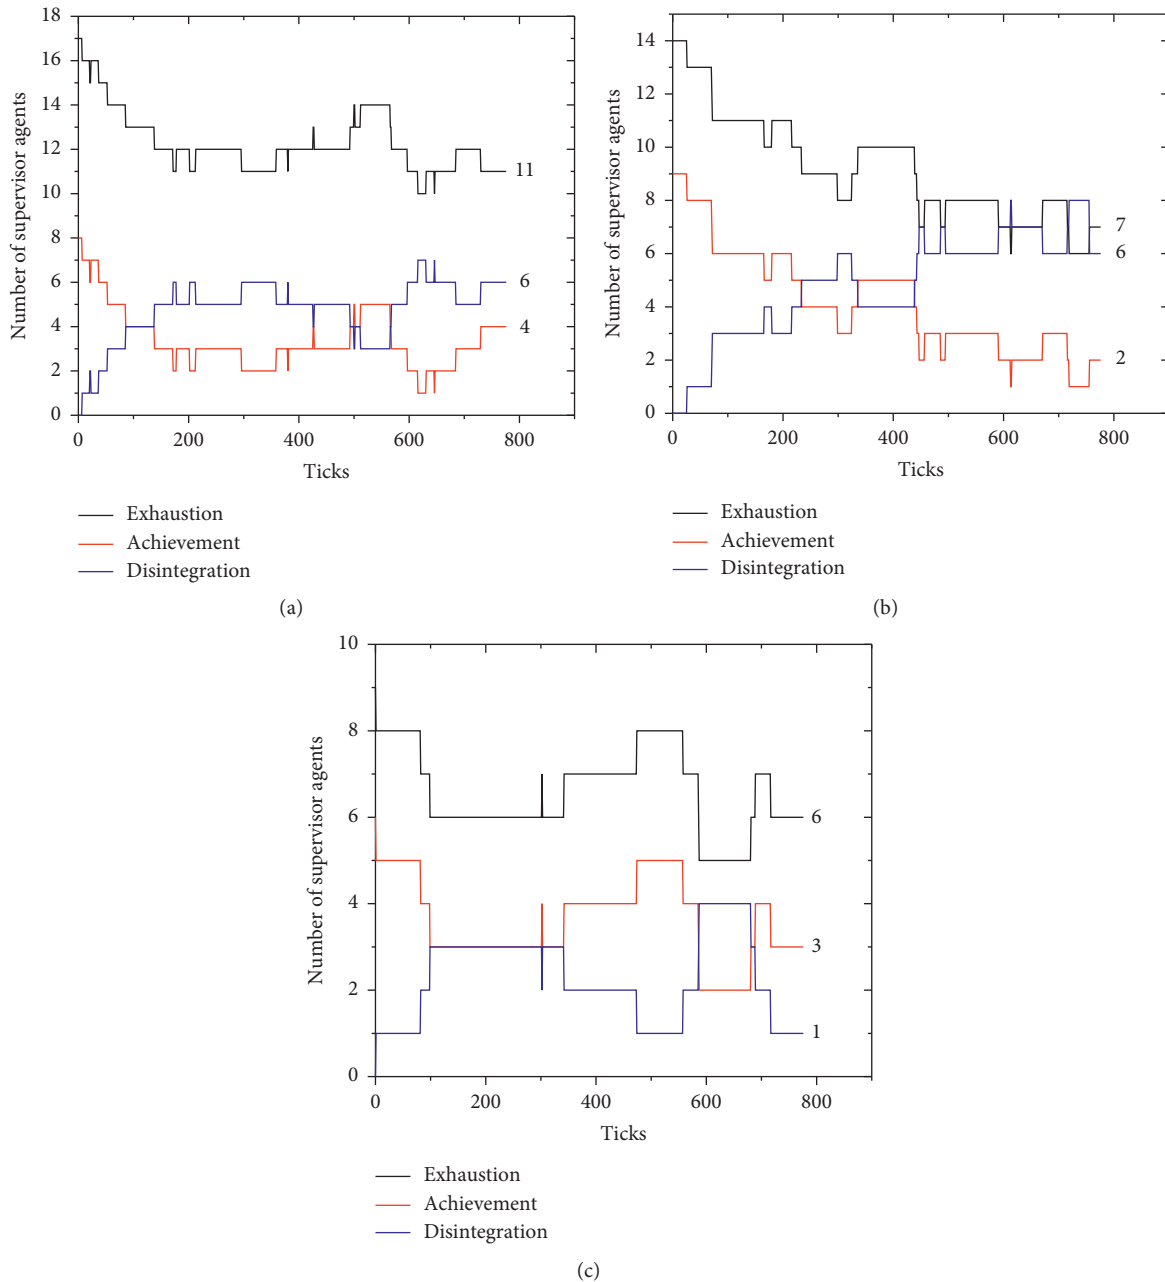 Number of supervisor agents
18
16
14
12
10
8
6
4
2
0
11
6
4
0 200 400 600 800
Ticks
Exhaustion
Achievement
Disintegration
(a)
Number of supervisor agents
14
12
10
8
6
4
2
0
7
6
2
0 200 400 600 800
Ticks
Exhaustion
Achievement
Disintegration
(b)
Number of supervisor agents
10
8
6
4
2
0
6
3
1
0 200 400 600 800
Ticks
Exhaustion
Achievement
Disintegration
(c)